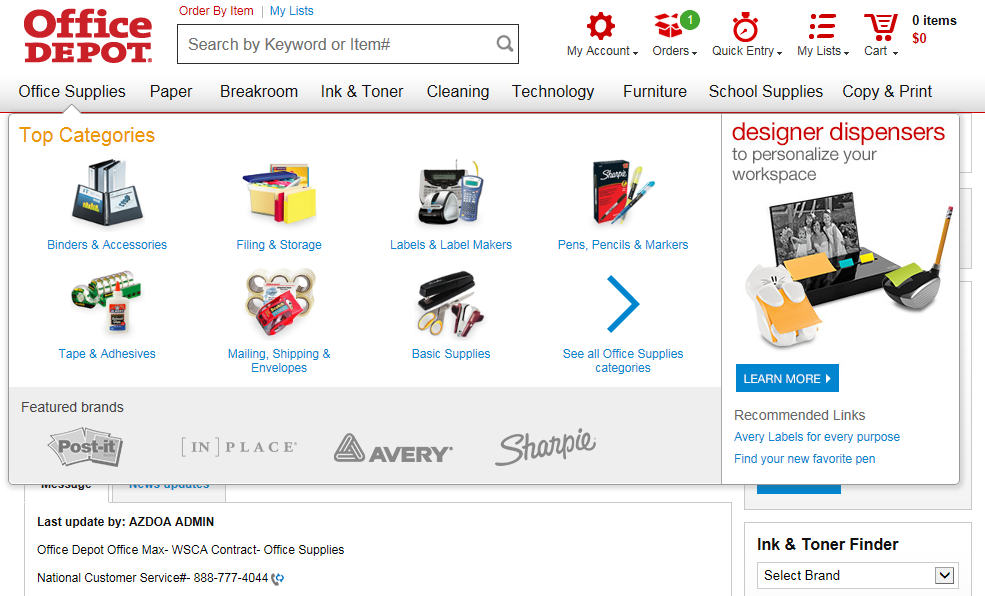 Office
DEPOT.
Order By Item | My Lists
Search by Keyword or Item#
My Account
Orders
1
Quick Entry
My Lists
Cart
0 items
$0
Office Supplies Paper Breakroom Ink & Toner Cleaning Technology Furniture School Supplies Copy & Print
Top Categories
Binders & Accessories
Filing & Storage
Labels & Label Makers
Sharpie
Pens, Pencils & Markers
Tape & Adhesives
Mailing, Shipping &
Envelopes
Basic Supplies
See all Office Supplies
categories
Featured brands
Post-it
[IN]PLACE®
AVERY®
Sharpie
designer dispensers
to personalize your
workspace
LEARN MORE
Recommended Links
Avery Labels for every purpose
Find your new favorite pen
Message
News updates
Last update by: AZDOA ADMIN
Office Depot Office Max- WSCA Contract- Office Supplies
National Customer Service#- 888-777-4044
Ink & Toner Finder
Select Brand